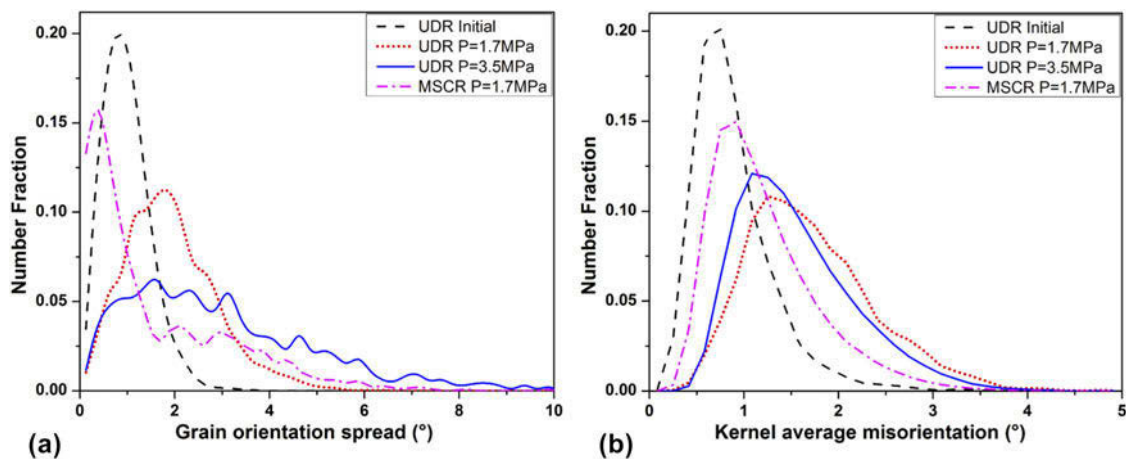 UDR Initial
UDR P=1.7MPa
UDR P=3.5MPa
MSCR P=1.7MPa
0.20
0.15
0.10
0.05
0.00
Number Fraction
0 2 4 6 8 10
Grain orientation spread (°)
(a)
UDR Initial
UDR P=1.7MPa
UDR P=3.5MPa
MSCR P=1.7MPa
0.20
0.15
0.10
0.05
0.00
Number Fraction
0 1 2 3 4 5
Kernel average misorientation (°)
(b)